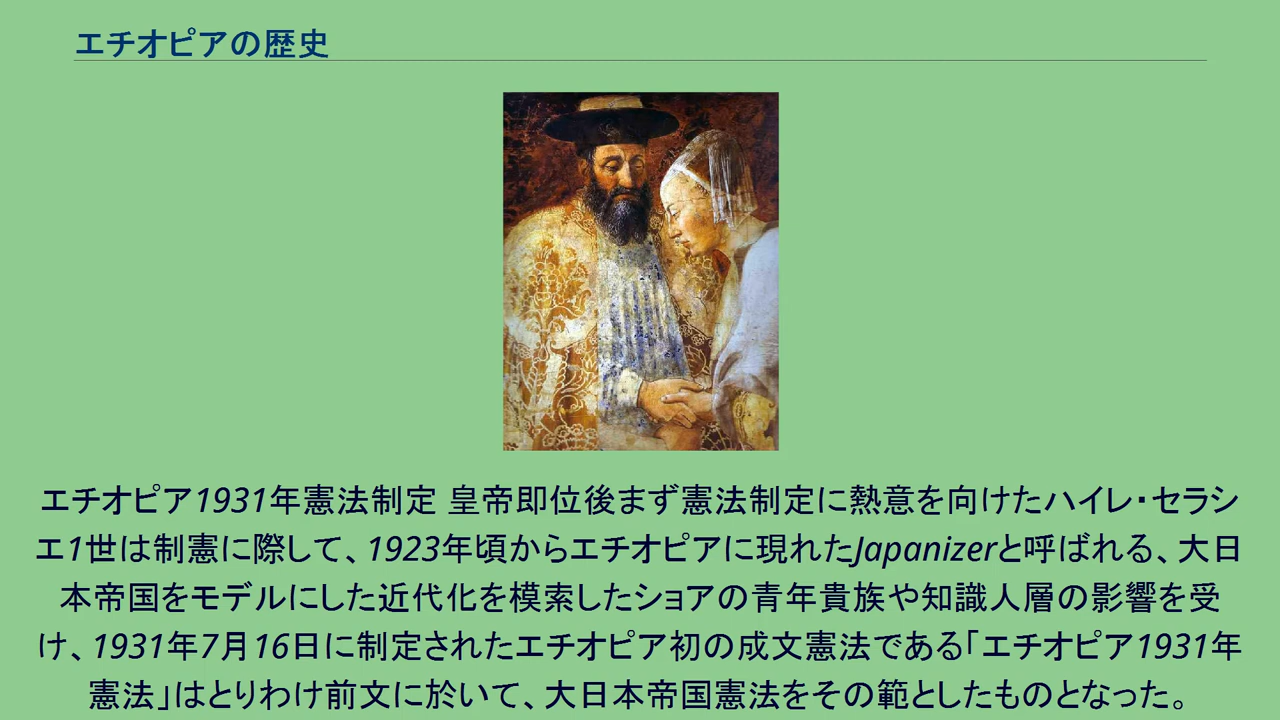 エチオピアの歴史
エチオピア1931年憲法制定 皇帝即位後まず憲法制定に熱意を向けたハイレ・セラシ
エ1世は制憲に際して、1923年頃からエチオピアに現れたJapanizerと呼ばれる、大日
本帝国をモデルにした近代化を模索したショアの青年貴族や知識人層の影響を受
け、1931年7月16日に制定されたエチオピア初の成文憲法である「エチオピア1931年
憲法」はとりわけ前文に於いて、大日本帝国憲法をその範としたものとなった。